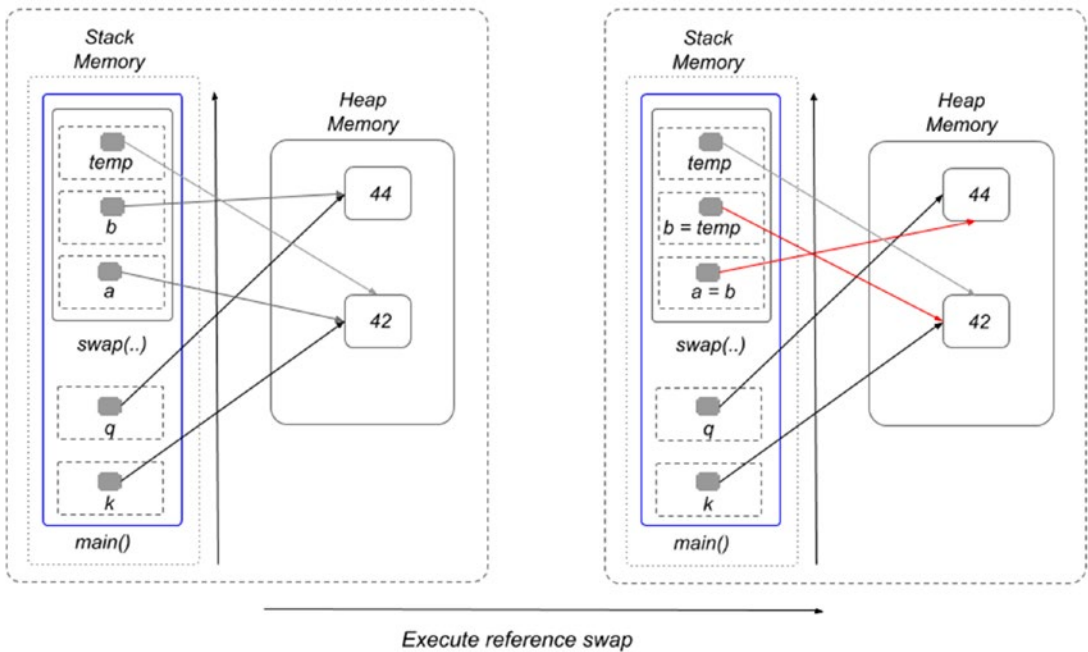 Stack
Memory
Heap
Memory
temp
44
b
a
42
swap(..)
q
k
main()
Stack
Memory
Heap
Memory
temp
44
b = temp
a = b
42
swap(..)
q
k
main()
Execute reference swap